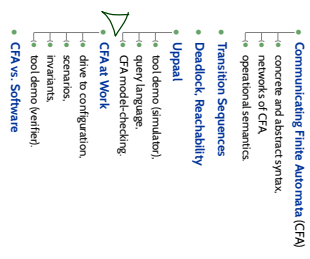 Communicating Finite Automata (CFA)
concrete and abstract syntax,
networks of CFA,
operational semantics.
Transition Sequences
Deadlock, Reachability
Uppaal
tool demo (simulator),
query language,
CFA model-checking.
CFA at Work
drive to configuration,
scenarios,
invariants,
tool demo (verifier).
CFA vs. Software